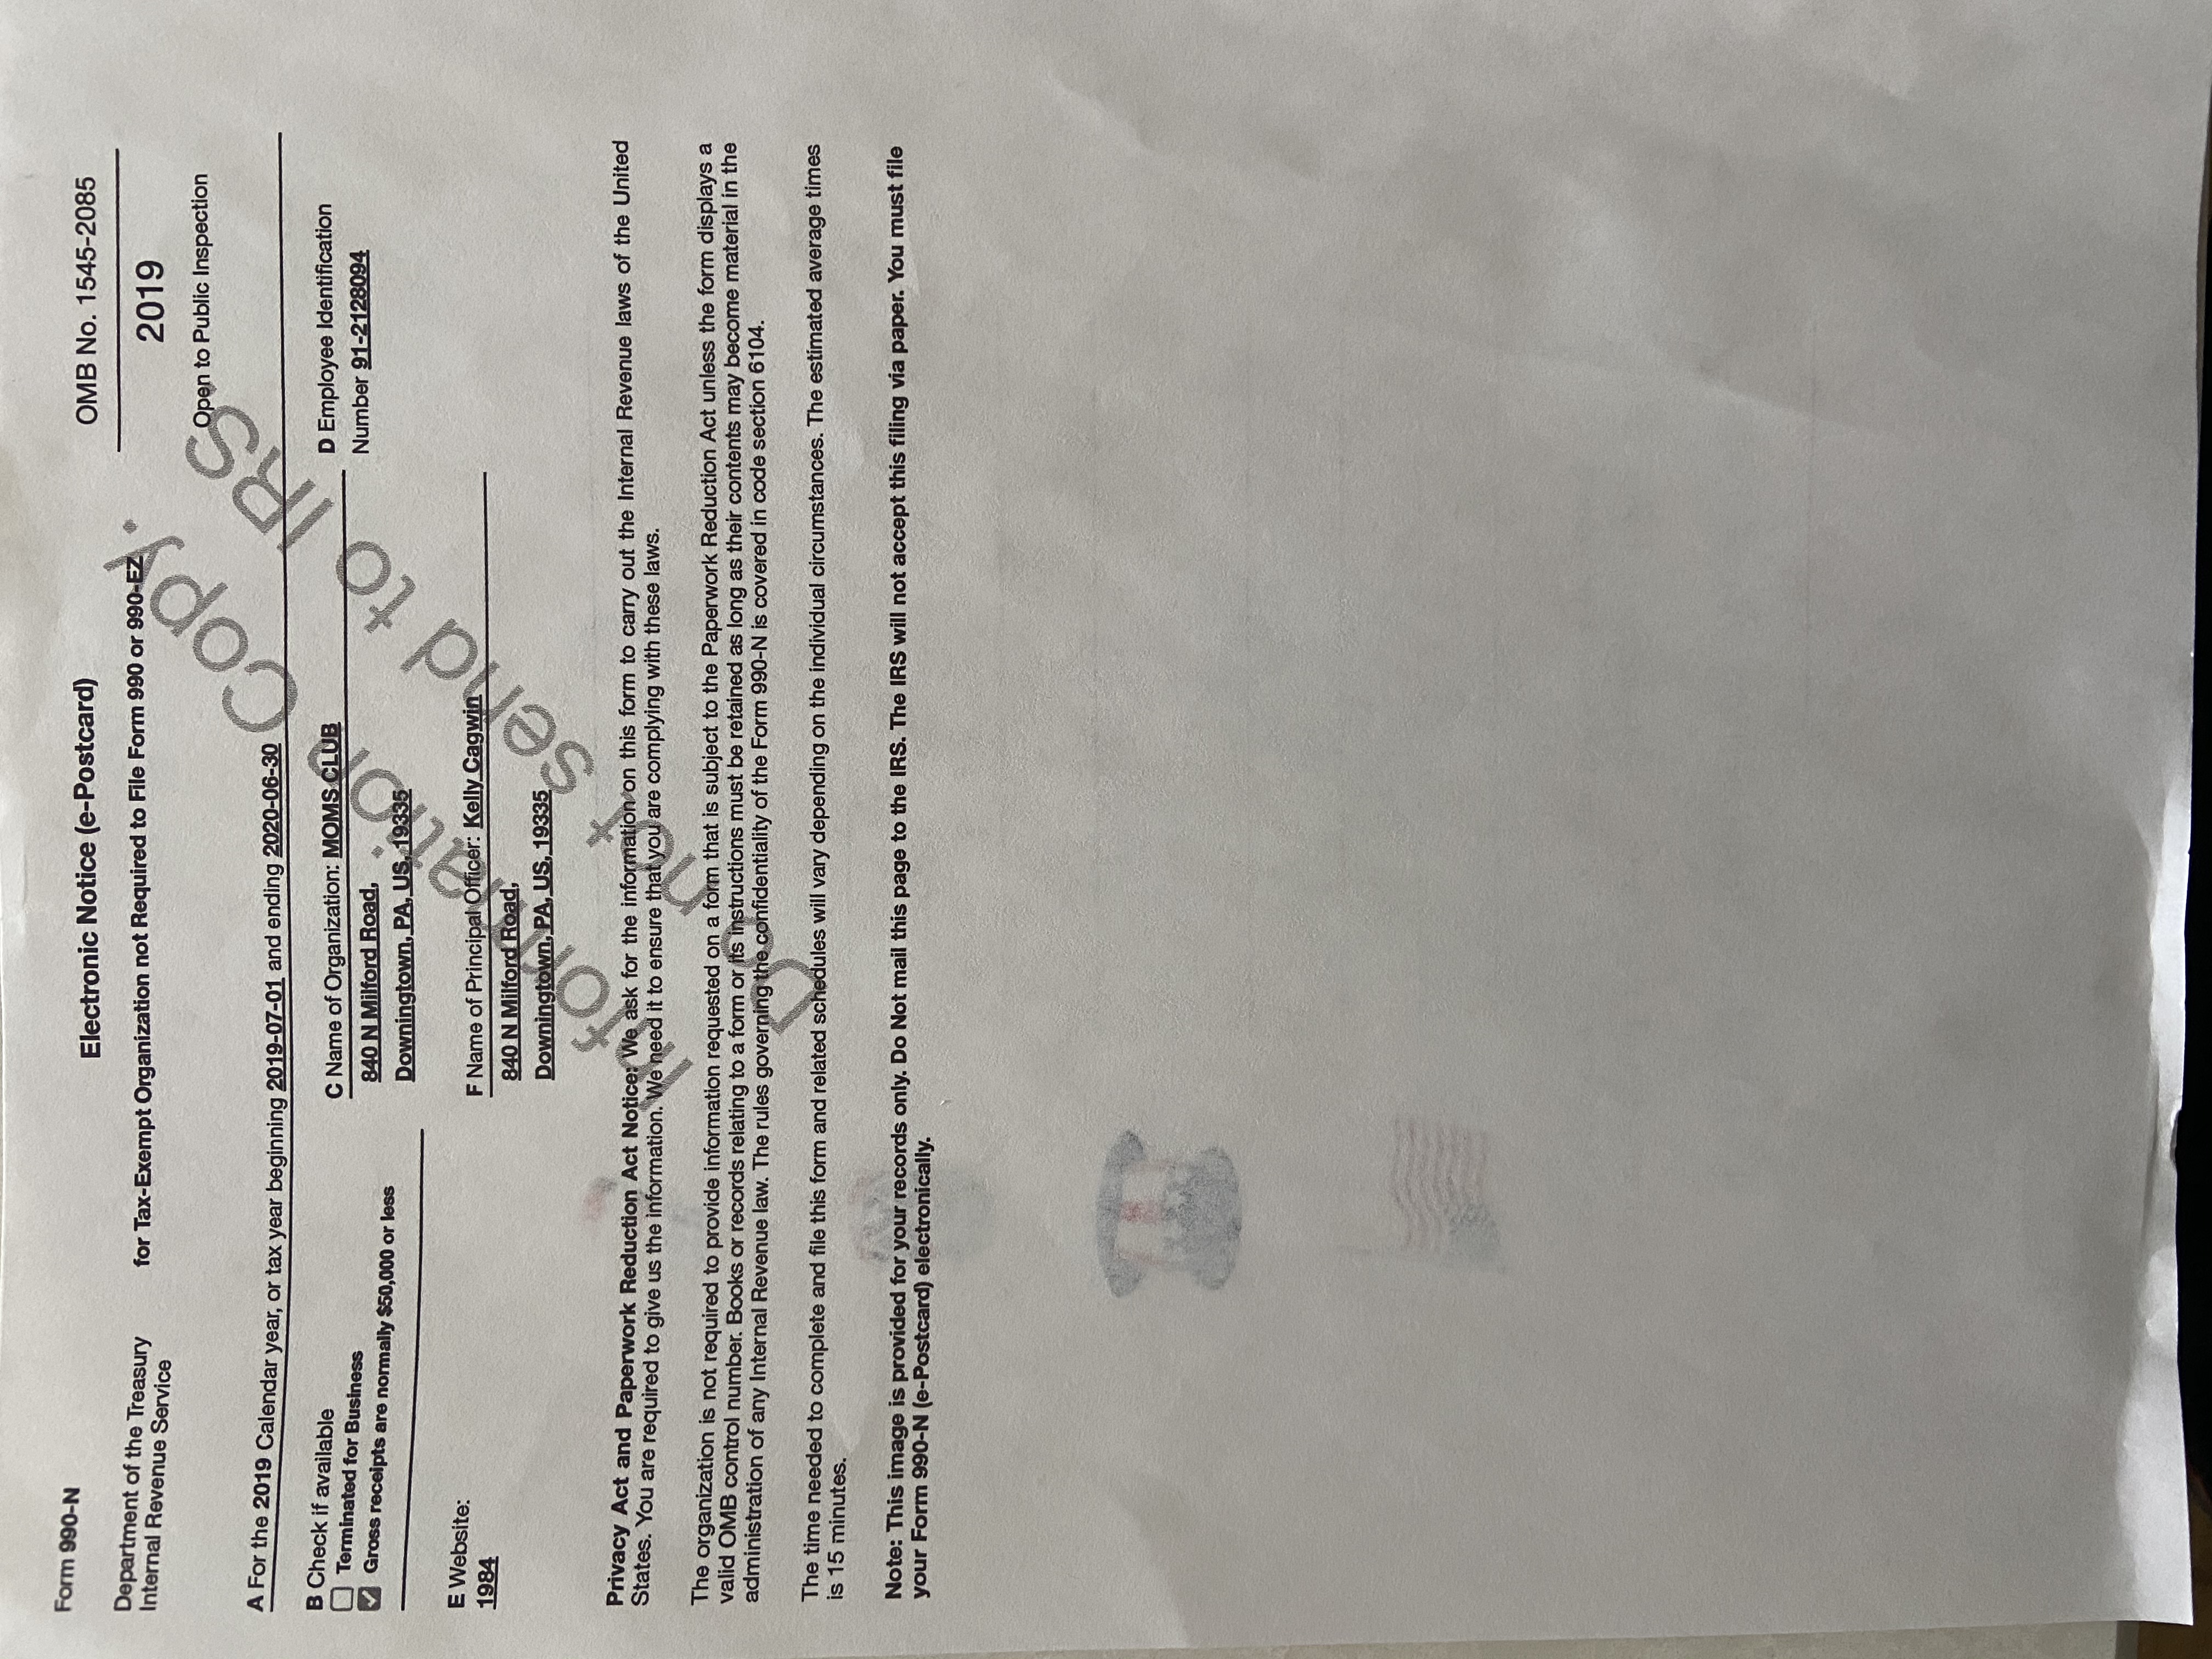 Form 990-N
Electronic Notice (e-Postcard)
OMB No. 1545-2085
Department of the Treasury
Internal Revenue Service
for Tax-Exempt Organization not Required to File Form 990 or 990-EZ
2019
Open to Public Inspection
A For the 2019 Calendar year, or tax year beginning 2019-07-01 and ending 2020-06-30
B Check if available
Terminated for Business
Gross receipts are normally $50,000 or less
C Name of Organization: MOMS CLUB
840 N Milford Road,
Downingtown, PA, US, 19335
D Employee Identification
Number 91-2128094
E Website:
1984
F Name of Principal Officer: Kelly Cagwin
840 N Milford Road,
Downingtown, PA, US, 19335
Information Copy.
Do not send to IRS.
Privacy Act and Paperwork Reduction Act Notice: We ask for the information on this form to carry out the Internal Revenue laws of the United
States. You are required to give us the information. We need it to ensure that you are complying with these laws.
The organization is not required to provide information requested on a form that is subject to the Paperwork Reduction Act unless the form displays a
valid OMB control number. Books or records relating to a form or its instructions must be retained as long as their contents may become material in the
administration of any Internal Revenue law. The rules governing the confidentiality of the Form 990-N is covered in code section 6104.
The time needed to complete and file this form and related schedules will vary depending on the individual circumstances. The estimated average times
is 15 minutes.
Note: This image is provided for your records only. Do Not mail this page to the IRS. The IRS will not accept this filing via paper. You must file
your Form 990-N (e-Postcard) electronically.